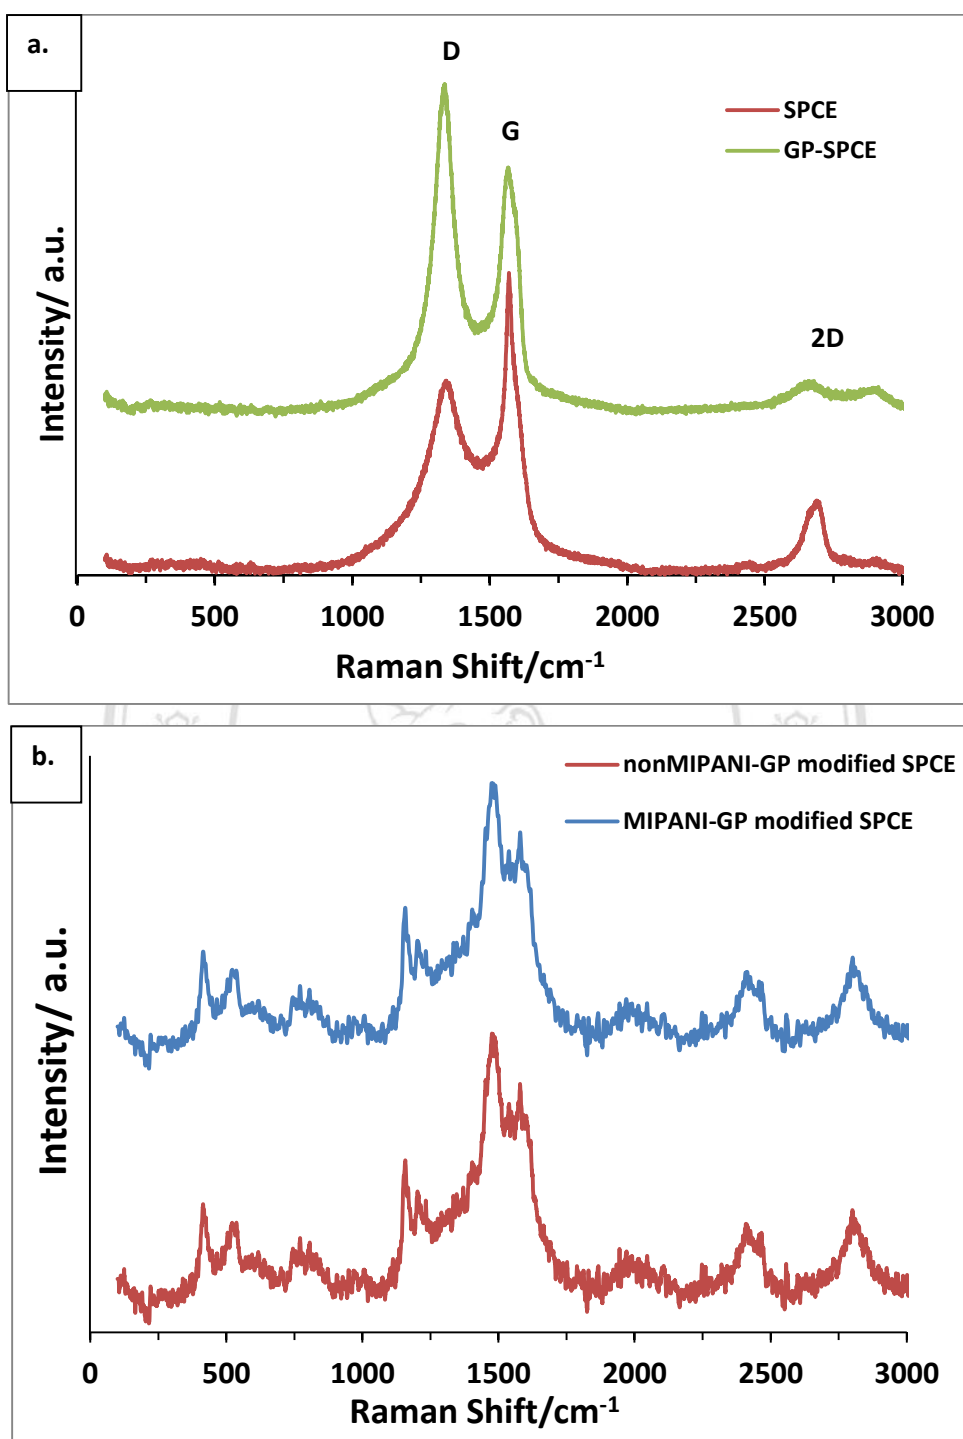 a.
D
G
2D
SPCE
GP-SPCE
Intensity/ a.u.
0 500 1000 1500 2000 2500 3000
Raman Shift/cm⁻¹
b.
nonMIPANI-GP modified SPCE
MIPANI-GP modified SPCE
Intensity/ a.u.
0 500 1000 1500 2000 2500 3000
Raman Shift/cm⁻¹